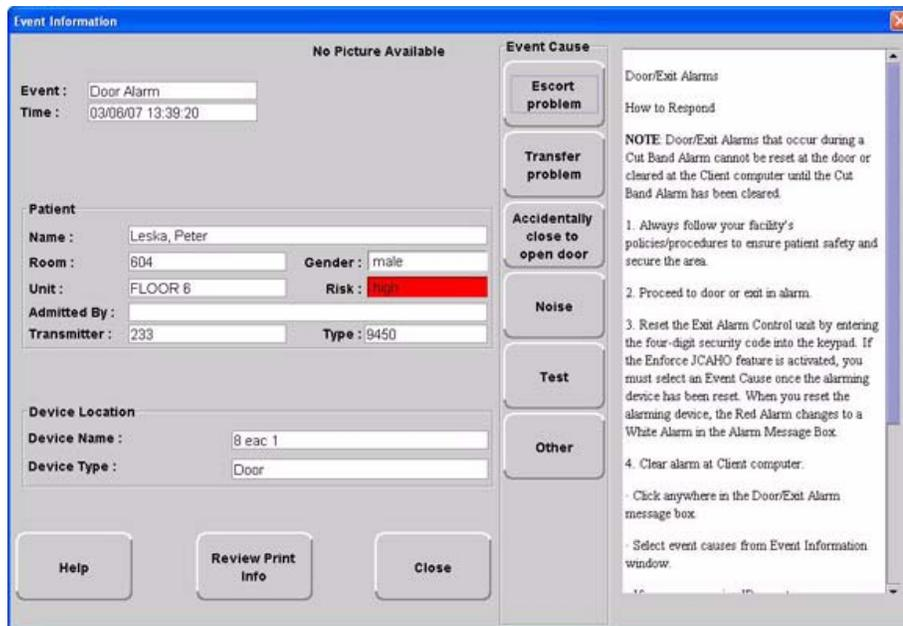 Event Information
No Picture Available
Event :
Door Alarm
Time :
03/06/07 13:39:20
Patient
Name :
Leska, Peter
Room :
604
Gender :
male
Unit :
FLOOR 6
Risk :
high
Admitted By :
Transmitter :
233
Type :
9450
Device Location
Device Name :
8 eac 1
Device Type :
Door
Help
Review Print
Info
Close
Event Cause
Escort
problem
Transfer
problem
Accidentally
close to
open door
Noise
Test
Other
Door/Exit Alarms
How to Respond
NOTE: Door/Exit Alarms that occur during a
Cut Band Alarm cannot be reset at the door or
cleared at the Client computer until the Cut
Band Alarm has been cleared.
1. Always follow your facility's
policies/procedures to ensure patient safety and
secure the area.
2. Proceed to door or exit in alarm.
3. Reset the Exit Alarm Control unit by entering
the four-digit security code into the keypad. If
the Enforce JCAHO feature is activated, you
must select an Event Cause once the alarming
device has been reset. When you reset the
alarming device, the Red Alarm changes to a
White Alarm in the Alarm Message Box.
4. Clear alarm at Client computer.
· Click anywhere in the Door/Exit Alarm
message box.
· Select event causes from Event Information
window.